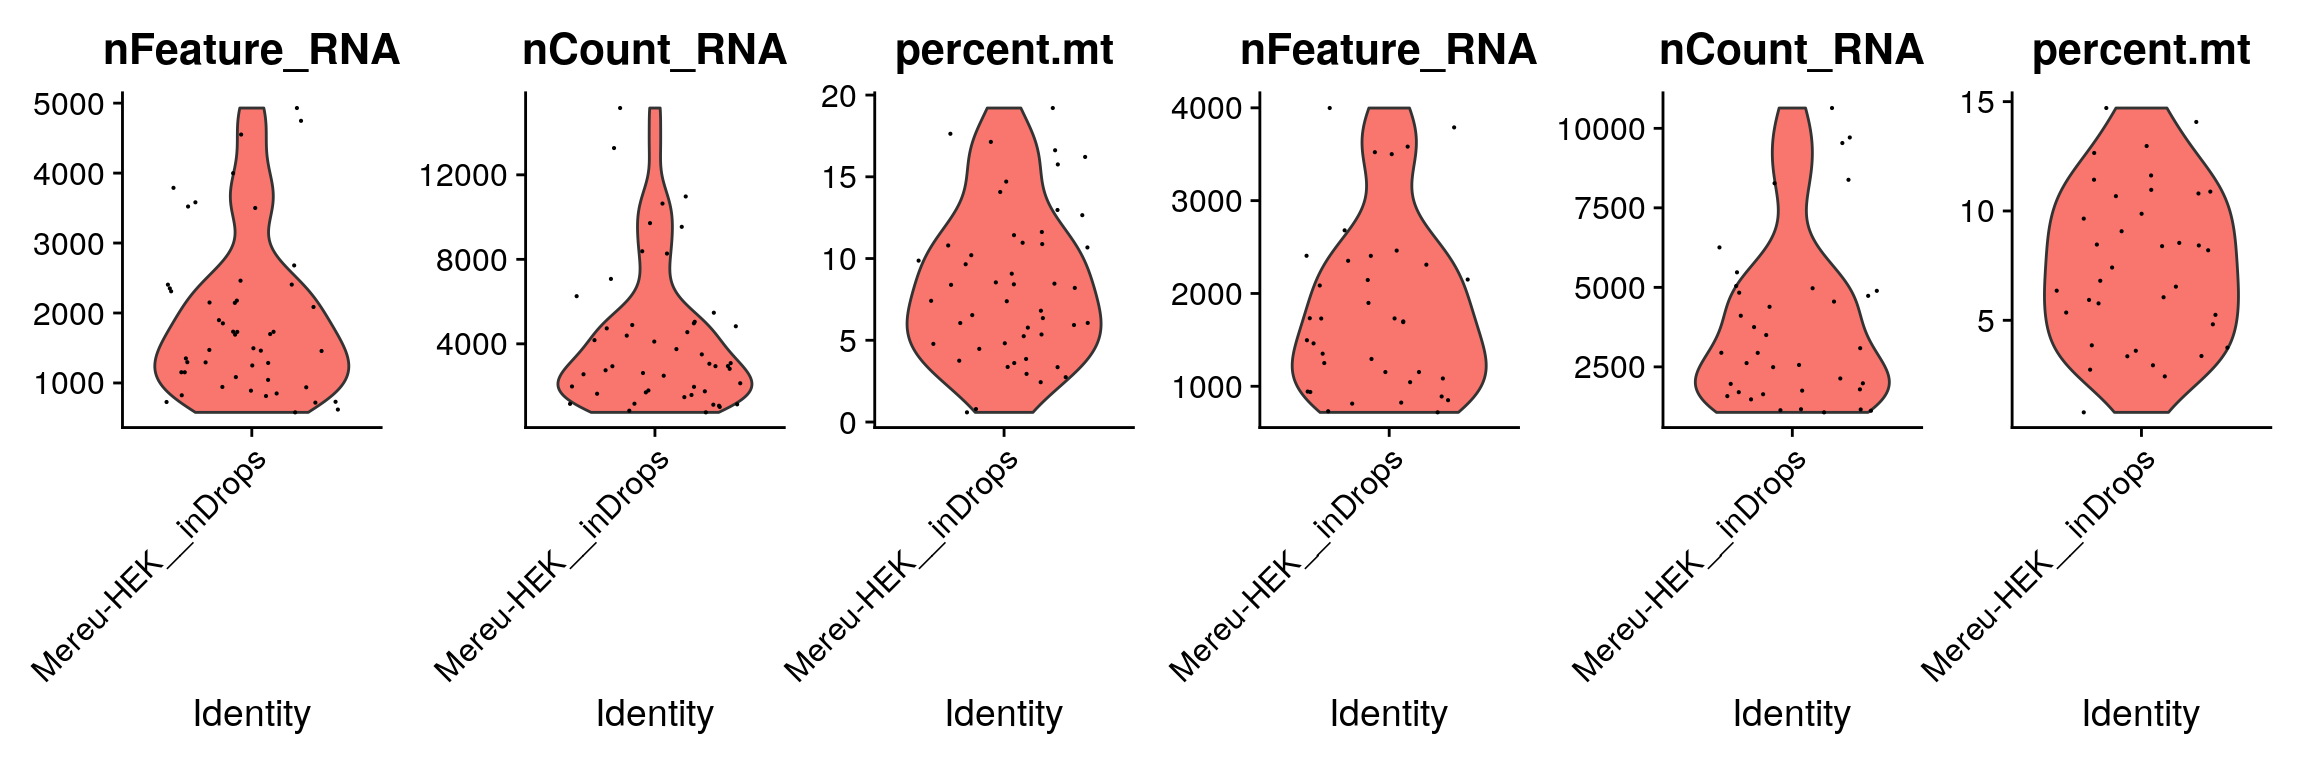 nFeature_RNA
5000
4000
3000
2000
1000
Mereu-HEK__inDrops
Identity
nCount_RNA
12000
8000
4000
Mereu-HEK__inDrops
Identity
percent.mt
20
15
10
5
0
Mereu-HEK__inDrops
Identity
nFeature_RNA
4000
3000
2000
1000
Mereu-HEK__inDrops
Identity
nCount_RNA
10000
7500
5000
2500
Mereu-HEK__inDrops
Identity
percent.mt
15
10
5
Mereu-HEK__inDrops
Identity